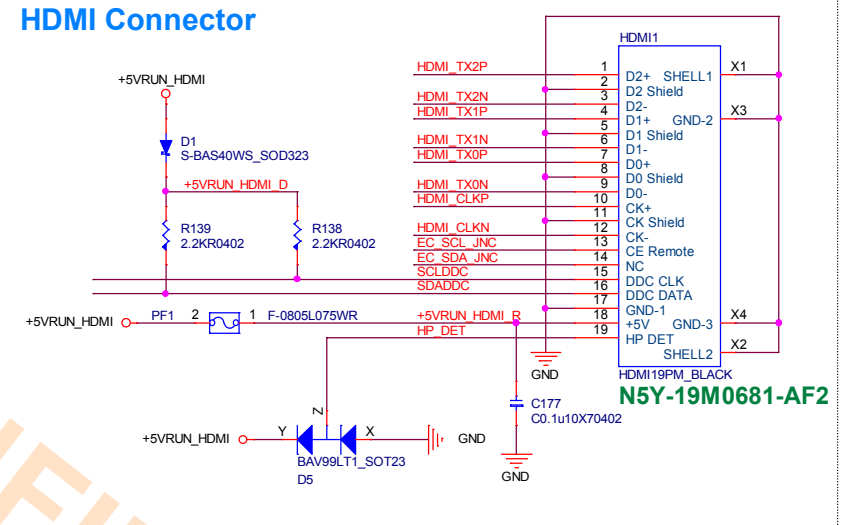 HDMI Connector
HDMI1
+5VRUN_HDMI
D1
S-BAS40WS_SOD323
+5VRUN_HDMI_D
R139
2.2KR0402
R138
2.2KR0402
HDMI_TX2P
HDMI_TX2N
HDMI_TX1P
HDMI_TX1N
HDMI_TX0P
HDMI_TX0N
HDMI_CLKP
HDMI_CLKN
EC_SCL_JNC
EC_SDA_JNC
SCLDDC
SDADDC
+5VRUN_HDMI_R
HP_DET
1
2
3
4
5
6
7
8
9
10
11
12
13
14
15
16
17
18
19
D2+ SHELL1
D2 Shield
D2-
D1+ GND-2
D1 Shield
D1-
D0+
D0 Shield
D0-
CK+
CK Shield
CK-
CE Remote
NC
DDC CLK
DDC DATA
GND-1
+5V GND-3
HP DET
SHELL2
X1
X3
X4
X2
HDMI19PM_BLACK
N5Y-19M0681-AF2
+5VRUN_HDMI PF1 2 1 F-0805L075WR
GND
C177
C0.1u10X70402
GND
Z
+5VRUN_HDMI Y X GND
BAV99LT1_SOT23
D5